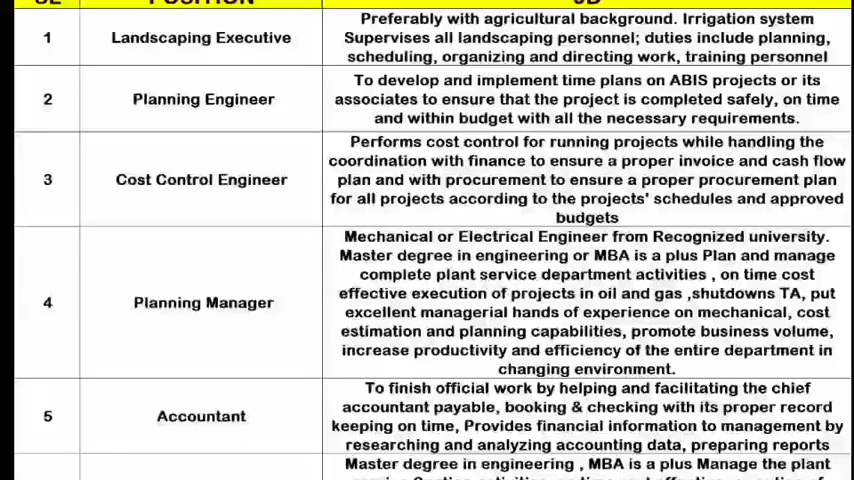 SL POSITION JD
1 Landscaping Executive
Preferably with agricultural background. Irrigation system
Supervises all landscaping personnel; duties include planning,
scheduling, organizing and directing work, training personnel
2 Planning Engineer
To develop and implement time plans on ABIS projects or its
associates to ensure that the project is completed safely, on time
and within budget with all the necessary requirements.
3 Cost Control Engineer
Performs cost control for running projects while handling the
coordination with finance to ensure a proper invoice and cash flow
plan and with procurement to ensure a proper procurement plan
for all projects according to the projects' schedules and approved
budgets
4 Planning Manager
Mechanical or Electrical Engineer from Recognized university.
Master degree in engineering or MBA is a plus Plan and manage
complete plant service department activities , on time cost
effective execution of projects in oil and gas ,shutdowns TA, put
excellent managerial hands of experience on mechanical, cost
estimation and planning capabilities, promote business volume,
increase productivity and efficiency of the entire department in
changing environment.
5 Accountant
To finish official work by helping and facilitating the chief
accountant payable, booking & checking with its proper record
keeping on time, Provides financial information to management by
researching and analyzing accounting data, preparing reports
Master degree in engineering , MBA is a plus Manage the plant